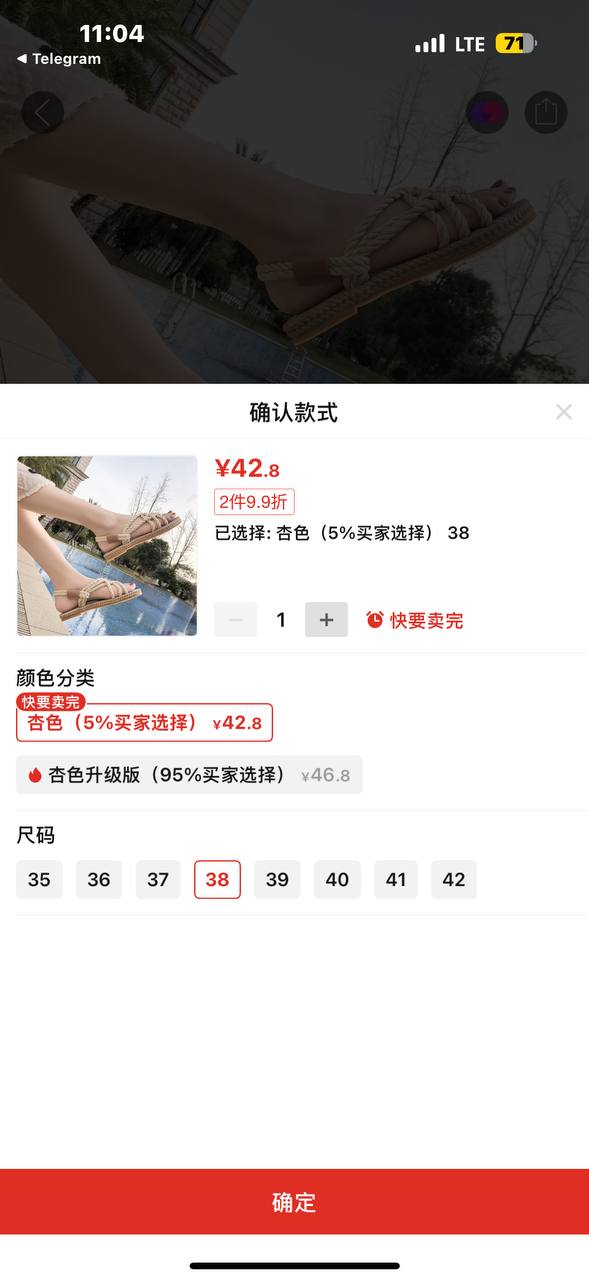 11:04
LTE
71
◀ Telegram
确认款式
¥42.8
2件9.9折
已选择: 杏色（5%买家选择） 38
1
快要卖完
颜色分类
快要卖完
杏色（5%买家选择） ¥42.8
杏色升级版（95%买家选择） ¥46.8
尺码
35 36 37 38 39 40 41 42
确定